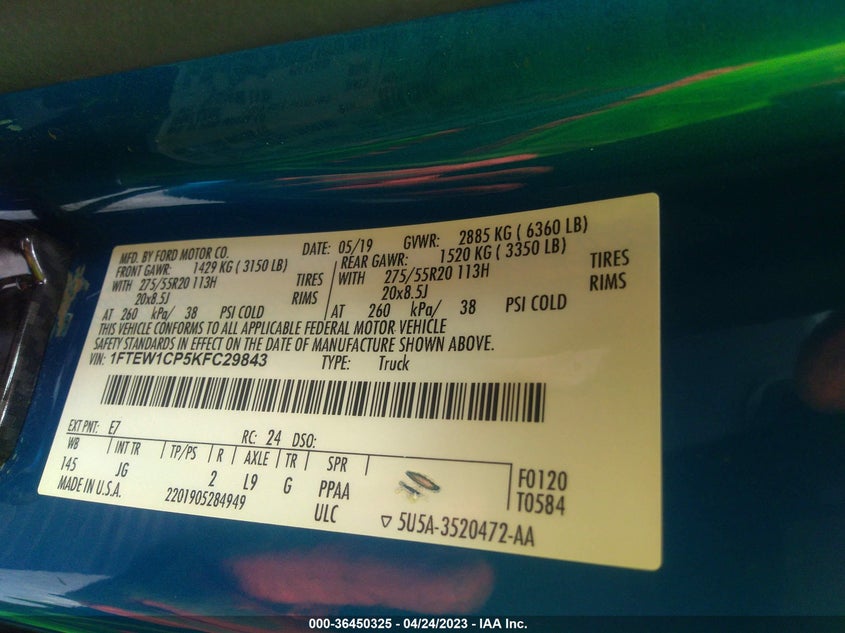 MFD. BY FORD MOTOR CO. DATE: 05/19 GVWR: 2885 KG ( 6360 LB)
FRONT GAWR: 1429 KG ( 3150 LB) REAR GAWR: 1520 KG ( 3350 LB)
WITH 275/55R20 113H TIRES WITH 275/55R20 113H TIRES
20x8.5J RIMS 20x8.5J RIMS
AT 260 kPa/ 38 PSI COLD AT 260 kPa/ 38 PSI COLD
THIS VEHICLE CONFORMS TO ALL APPLICABLE FEDERAL MOTOR VEHICLE
SAFETY STANDARDS IN EFFECT ON THE DATE OF MANUFACTURE SHOWN ABOVE.
VIN: 1FTEW1CP5KFC29843 TYPE: Truck
EXT PNT: E7 RC: 24 DSO:
WB INT TR TP/PS R AXLE TR SPR
145 JG 2 L9 G PPAA F0120
MADE IN U.S.A. 2201905284949 ULC T0584
5U5A-3520472-AA
000-36450325 - 04/24/2023 - IAA Inc.